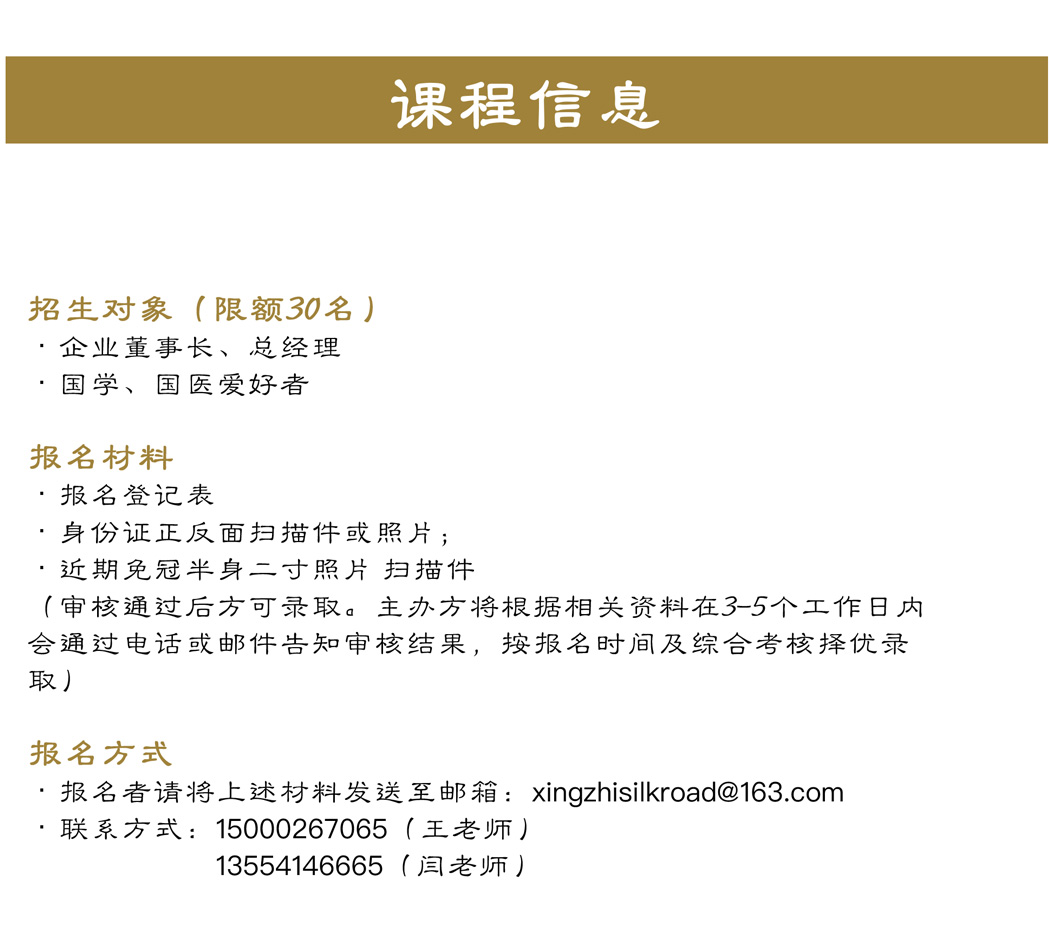 课程信息
招生对象（限额30名）
· 企业董事长、总经理
· 国学、国医爱好者
报名材料
· 报名登记表
· 身份证正反面扫描件或照片；
· 近期免冠半身二寸照片 扫描件
（审核通过后方可录取。主办方将根据相关资料在3-5个工作日内
会通过电话或邮件告知审核结果，按报名时间及综合考核择优录
取）
报名方式
· 报名者请将上述材料发送至邮�：xingzhisilkroad@163.com
· 联系方式：15000267065（王老师）
13554146665（闫老师）